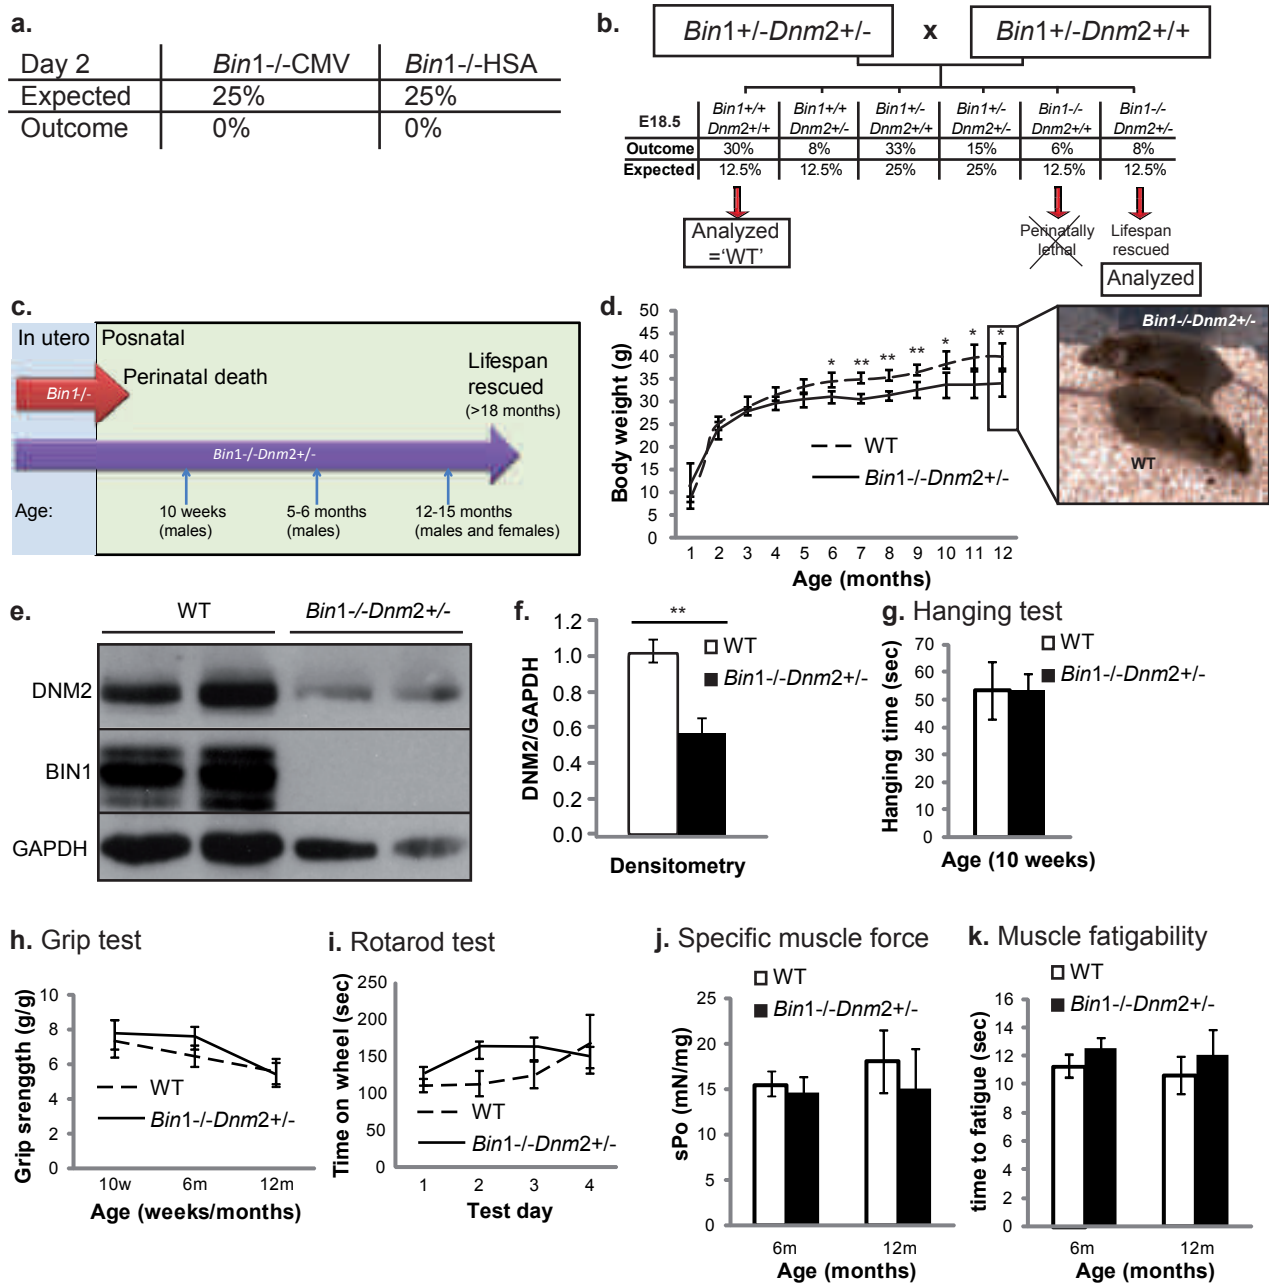 a.
Day 2 Bin1-/-CMV Bin1-/-HSA
Expected 25% 25%
Outcome 0% 0%
b.
Bin1+/-Dnm2+/- x Bin1+/-Dnm2+/+
E18.5 Bin1+/+ Dnm2+/+ Bin1+/+ Dnm2+/- Bin1+/- Dnm2+/+ Bin1+/- Dnm2+/- Bin1-/- Dnm2+/+ Bin1-/- Dnm2+/-
Outcome 30% 8% 33% 15% 6% 8%
Expected 12.5% 12.5% 25% 25% 12.5% 12.5%
Analyzed
='WT'
Perinatally
lethal
Lifespan
rescued
Analyzed
c.
In utero Posnatal
Bin1/-
Perinatal death
Lifespan
rescued
(>18 months)
Bin1-/-Dnm2+/-
Age:
10 weeks
(males)
5-6 months
(males)
12-15 months
(males and females)
d.
Body weight (g)
50
45
40
35
30
25
20
15
10
5
0
* ** ** ** * * *
WT
Bin1-/-Dnm2+/-
1 2 3 4 5 6 7 8 9 10 11 12
Age (months)
Bin1-/-Dnm2+/-
WT
e.
WT Bin1-/-Dnm2+/-
DNM2
BIN1
GAPDH
f.
DNM2/GAPDH
1.2
1.0
0.8
0.6
0.4
0.2
0.0
**
WT
Bin1-/-Dnm2+/-
Densitometry
g. Hanging test
Hanging time (sec)
70
60
50
40
30
20
10
0
WT
Bin1-/-Dnm2+/-
Age (10 weeks)
h. Grip test
Grip srenggth (g/g)
10
8
6
4
2
0
WT
Bin1-/-Dnm2+/-
10w 6m 12m
Age (weeks/months)
i. Rotarod test
Time on wheel (sec)
250
200
150
100
50
0
WT
Bin1-/-Dnm2+/-
1 2 3 4
Test day
j. Specific muscle force
WT
Bin1-/-Dnm2+/-
sPo (mN/mg)
25
20
15
10
5
0
6m 12m
Age (months)
k. Muscle fatigability
WT
Bin1-/-Dnm2+/-
time to fatigue (sec)
16
14
12
10
8
6
4
2
0
6m 12m
Age (months)